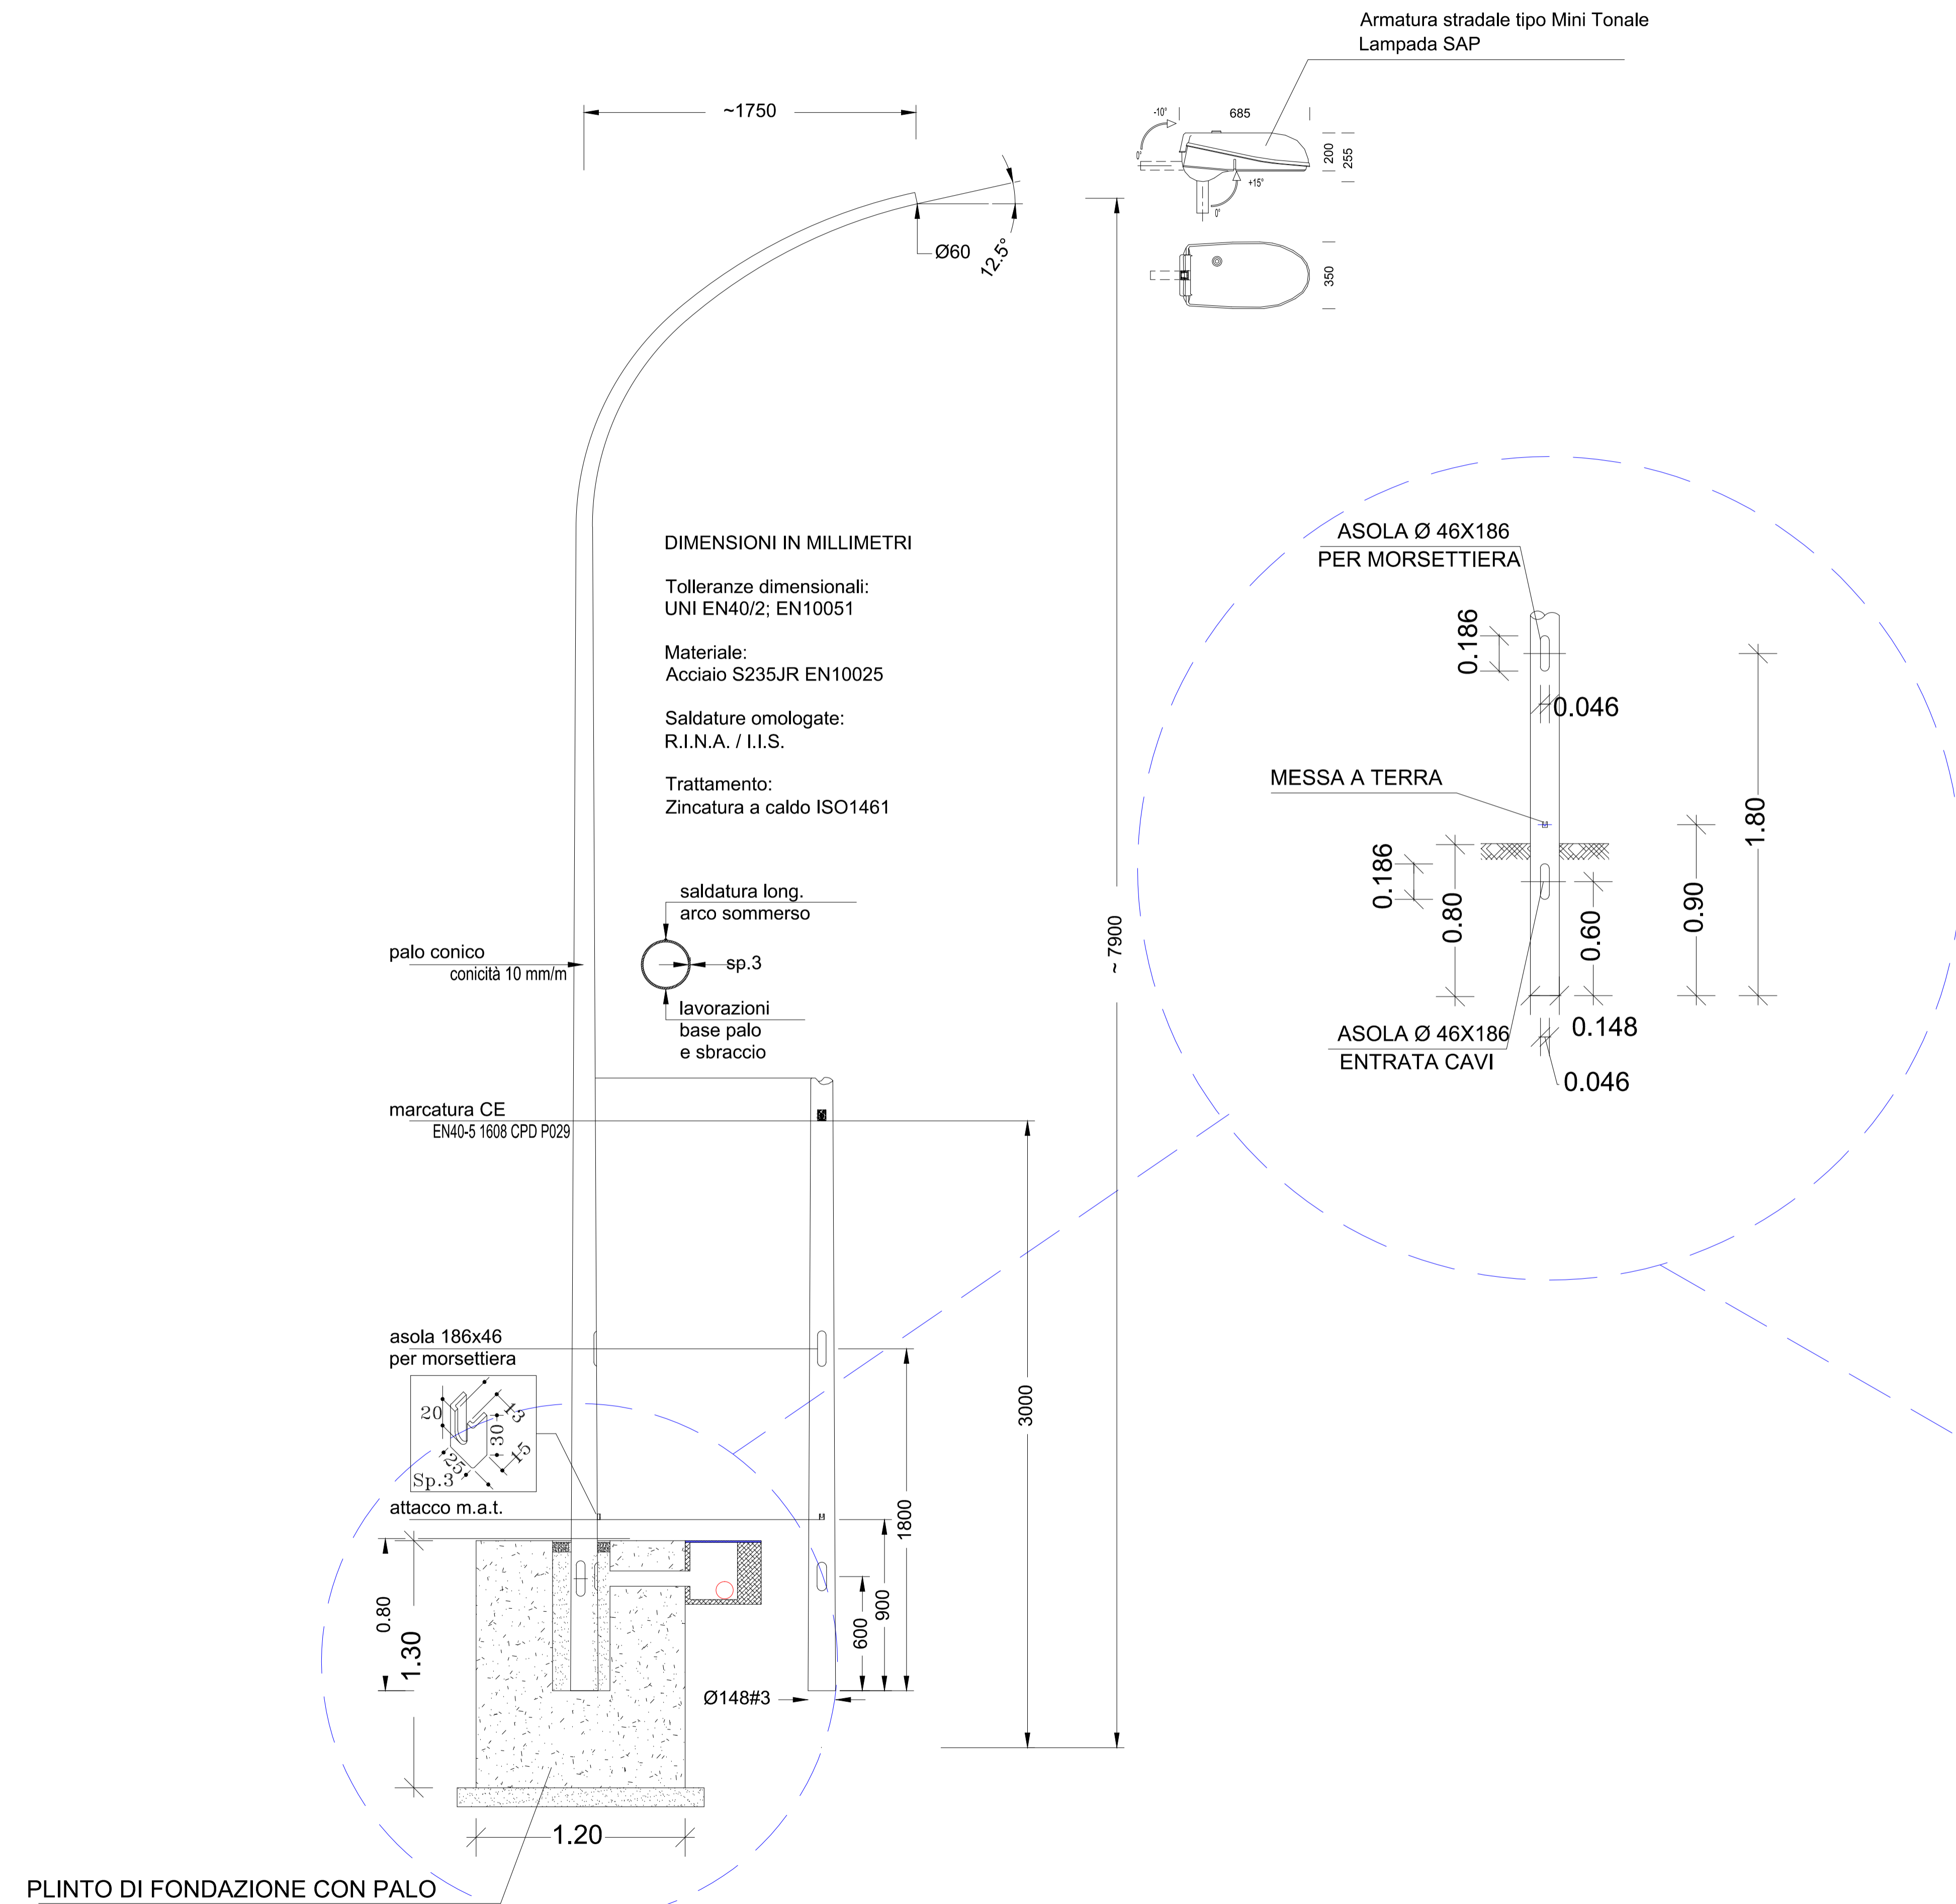 Armatura stradale tipo Mini Tonale
Lampada SAP
~1750
-10°
685
0°
200
255
+15°
0°
Ø60
12.5°
350
DIMENSIONI IN MILLIMETRI
Tolleranze dimensionali:
UNI EN40/2; EN10051
Materiale:
Acciaio S235JR EN10025
Saldature omologate:
R.I.N.A. / I.I.S.
Trattamento:
Zincatura a caldo ISO1461
saldatura long.
arco sommerso
sp.3
lavorazioni
base palo
e sbraccio
palo conico
conicità 10 mm/m
~ 7900
marcatura CE
EN40-5 1608 CPD P029
3000
asola 186x46
per morsettiera
20
13
30
25
15
Sp.3
attacco m.a.t.
1800
900
600
0.80
1.30
Ø148#3
1.20
PLINTO DI FONDAZIONE CON PALO
ASOLA Ø 46X186
PER MORSETTIERA
0.186
0.046
MESSA A TERRA
1.80
0.186
0.80
0.60
0.90
ASOLA Ø 46X186
ENTRATA CAVI
0.148
0.046